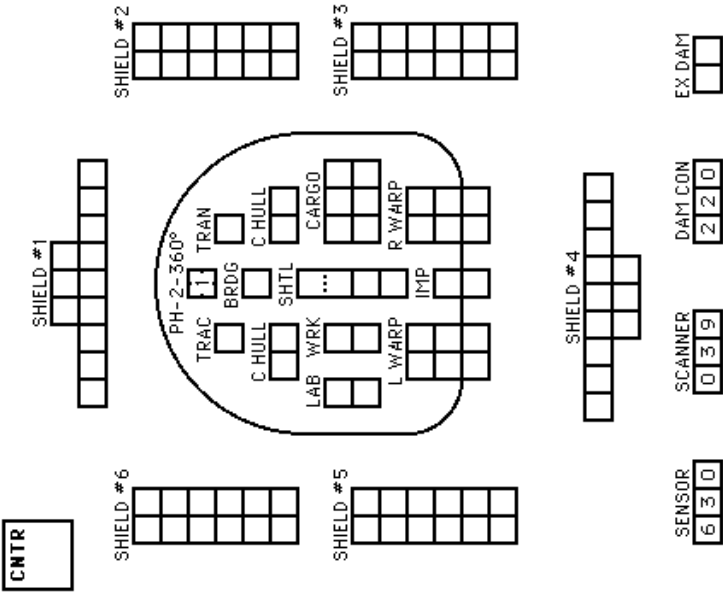 CNTR
SHIELD #1
SHIELD #2
SHIELD #6
PH-2-360°
1
TRAC
BRDG
TRAN
C HULL
SHTL
C HULL
LAB
WRK
CARGO
L WARP
IMP
R WARP
SHIELD #3
SHIELD #5
SHIELD #4
SENSOR
6 3 0
SCANNER
0 3 9
DAM CON
2 2 0
EX DAM